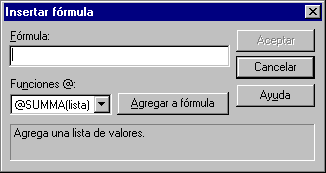 Insertar fórmula
Fórmula:
Aceptar
Cancelar
Funciones @:
@SUMMA(lista)
Agregar a fórmula
Ayuda
Agrega una lista de valores.